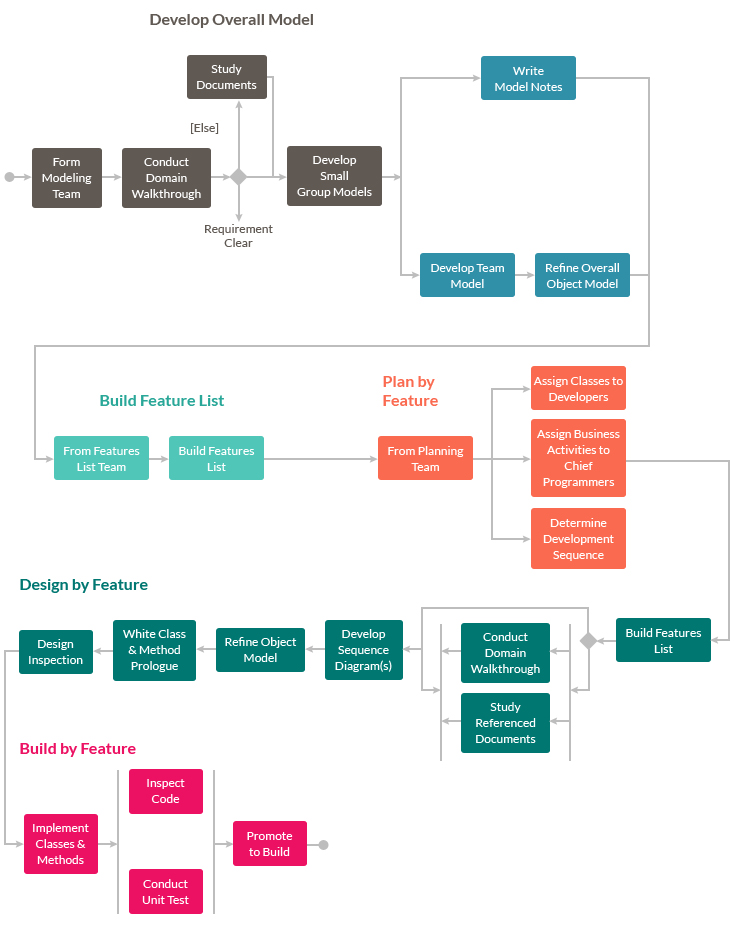 Develop Overall Model
Study
Documents
Write
Model Notes
[Else]
Form
Modeling
Team
Conduct
Domain
Walkthrough
Develop
Small
Group Models
Requirement
Clear
Develop Team
Model
Refine Overall
Object Model
Build Feature List
Plan by
Feature
Assign Classes to
Developers
From Features
List Team
Build Features
List
From Planning
Team
Assign Business
Activities to
Chief
Programmers
Determine
Development
Sequence
Design by Feature
Design
Inspection
White Class
& Method
Prologue
Refine Object
Model
Develop
Sequence
Diagram(s)
Conduct
Domain
Walkthrough
Study
Referenced
Documents
Build Features
List
Build by Feature
Implement
Classes &
Methods
Inspect
Code
Conduct
Unit Test
Promote
to Build